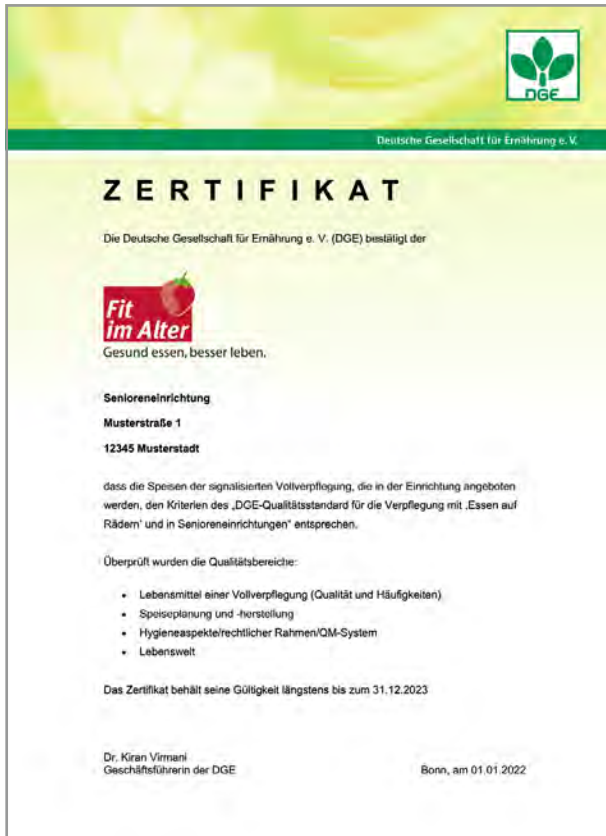 DGE
Deutsche Gesellschaft für Ernährung e. V.
ZERTIFIKAT
Die Deutsche Gesellschaft für Ernährung e. V. (DGE) bestätigt der
Fit
im Alter
Gesund essen, besser leben.
Senioreneinrichtung
Musterstraße 1
12345 Musterstadt
dass die Speisen der signalisierten Vollverpflegung, die in der Einrichtung angeboten
werden, den Kriterien des „DGE-Qualitätsstandard für die Verpflegung mit ‚Essen auf
Rädern‘ und in Senioreneinrichtungen“ entsprechen.
Überprüft wurden die Qualitätsbereiche:
• Lebensmittel einer Vollverpflegung (Qualität und Häufigkeiten)
• Speiseplanung und -herstellung
• Hygieneaspekte/rechtlicher Rahmen/QM-System
• Lebenswelt
Das Zertifikat behält seine Gültigkeit längstens bis zum 31.12.2023
Dr. Kiran Virmani
Geschäftsführerin der DGE
Bonn, am 01.01.2022